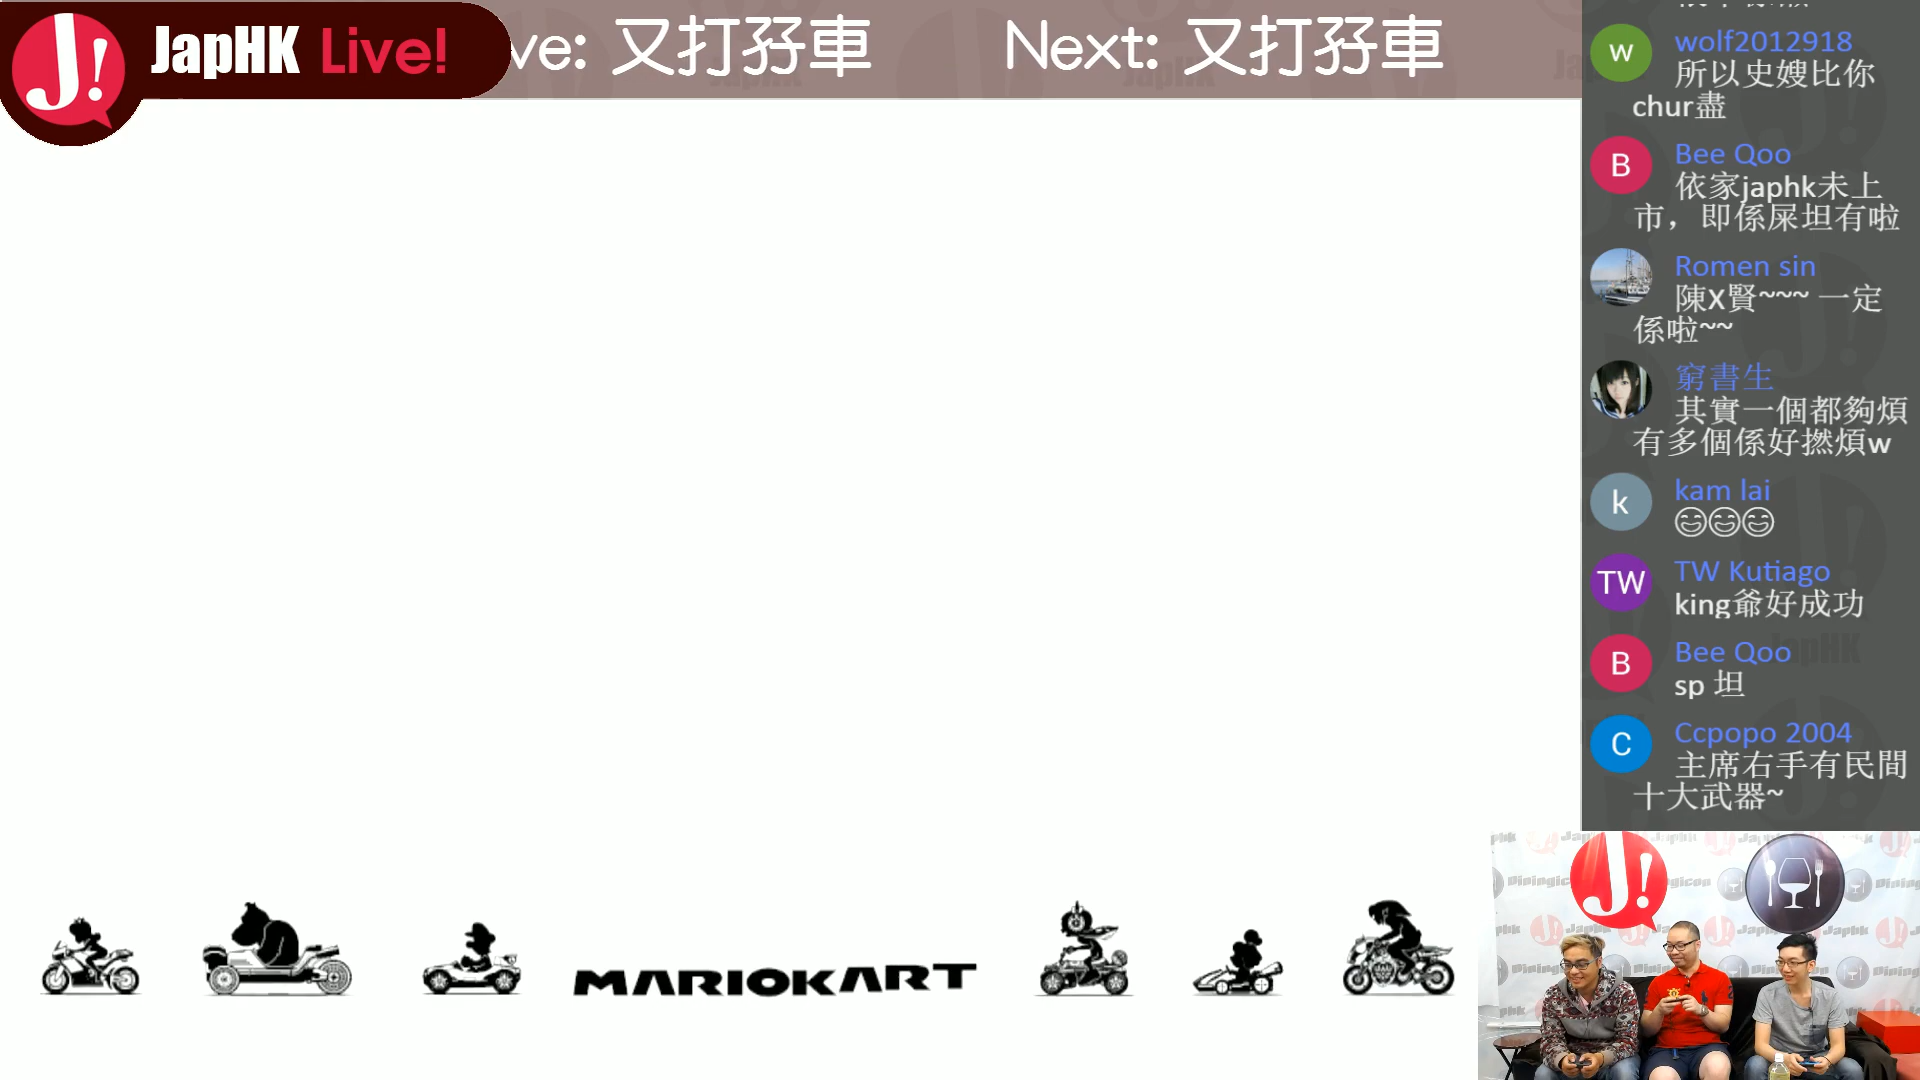 J!
JapHK Live!
ve: 又打孖車
Next: 又打孖車
W
wolf2012918
所以史嫂比你
chur盡
B
Bee Qoo
依家japhk未上
市，即係屎坦有啦
Romen sin
陳X賢~~~ 一定
係啦~~
窮書生
其實一個都夠煩
有多個係好撚煩w
k
kam lai
😄😄😄
TW
TW Kutiago
king爺好成功
B
Bee Qoo
sp 坦
C
Ccpopo 2004
主席右手有民間
十大武器~
MARIOKART
J!